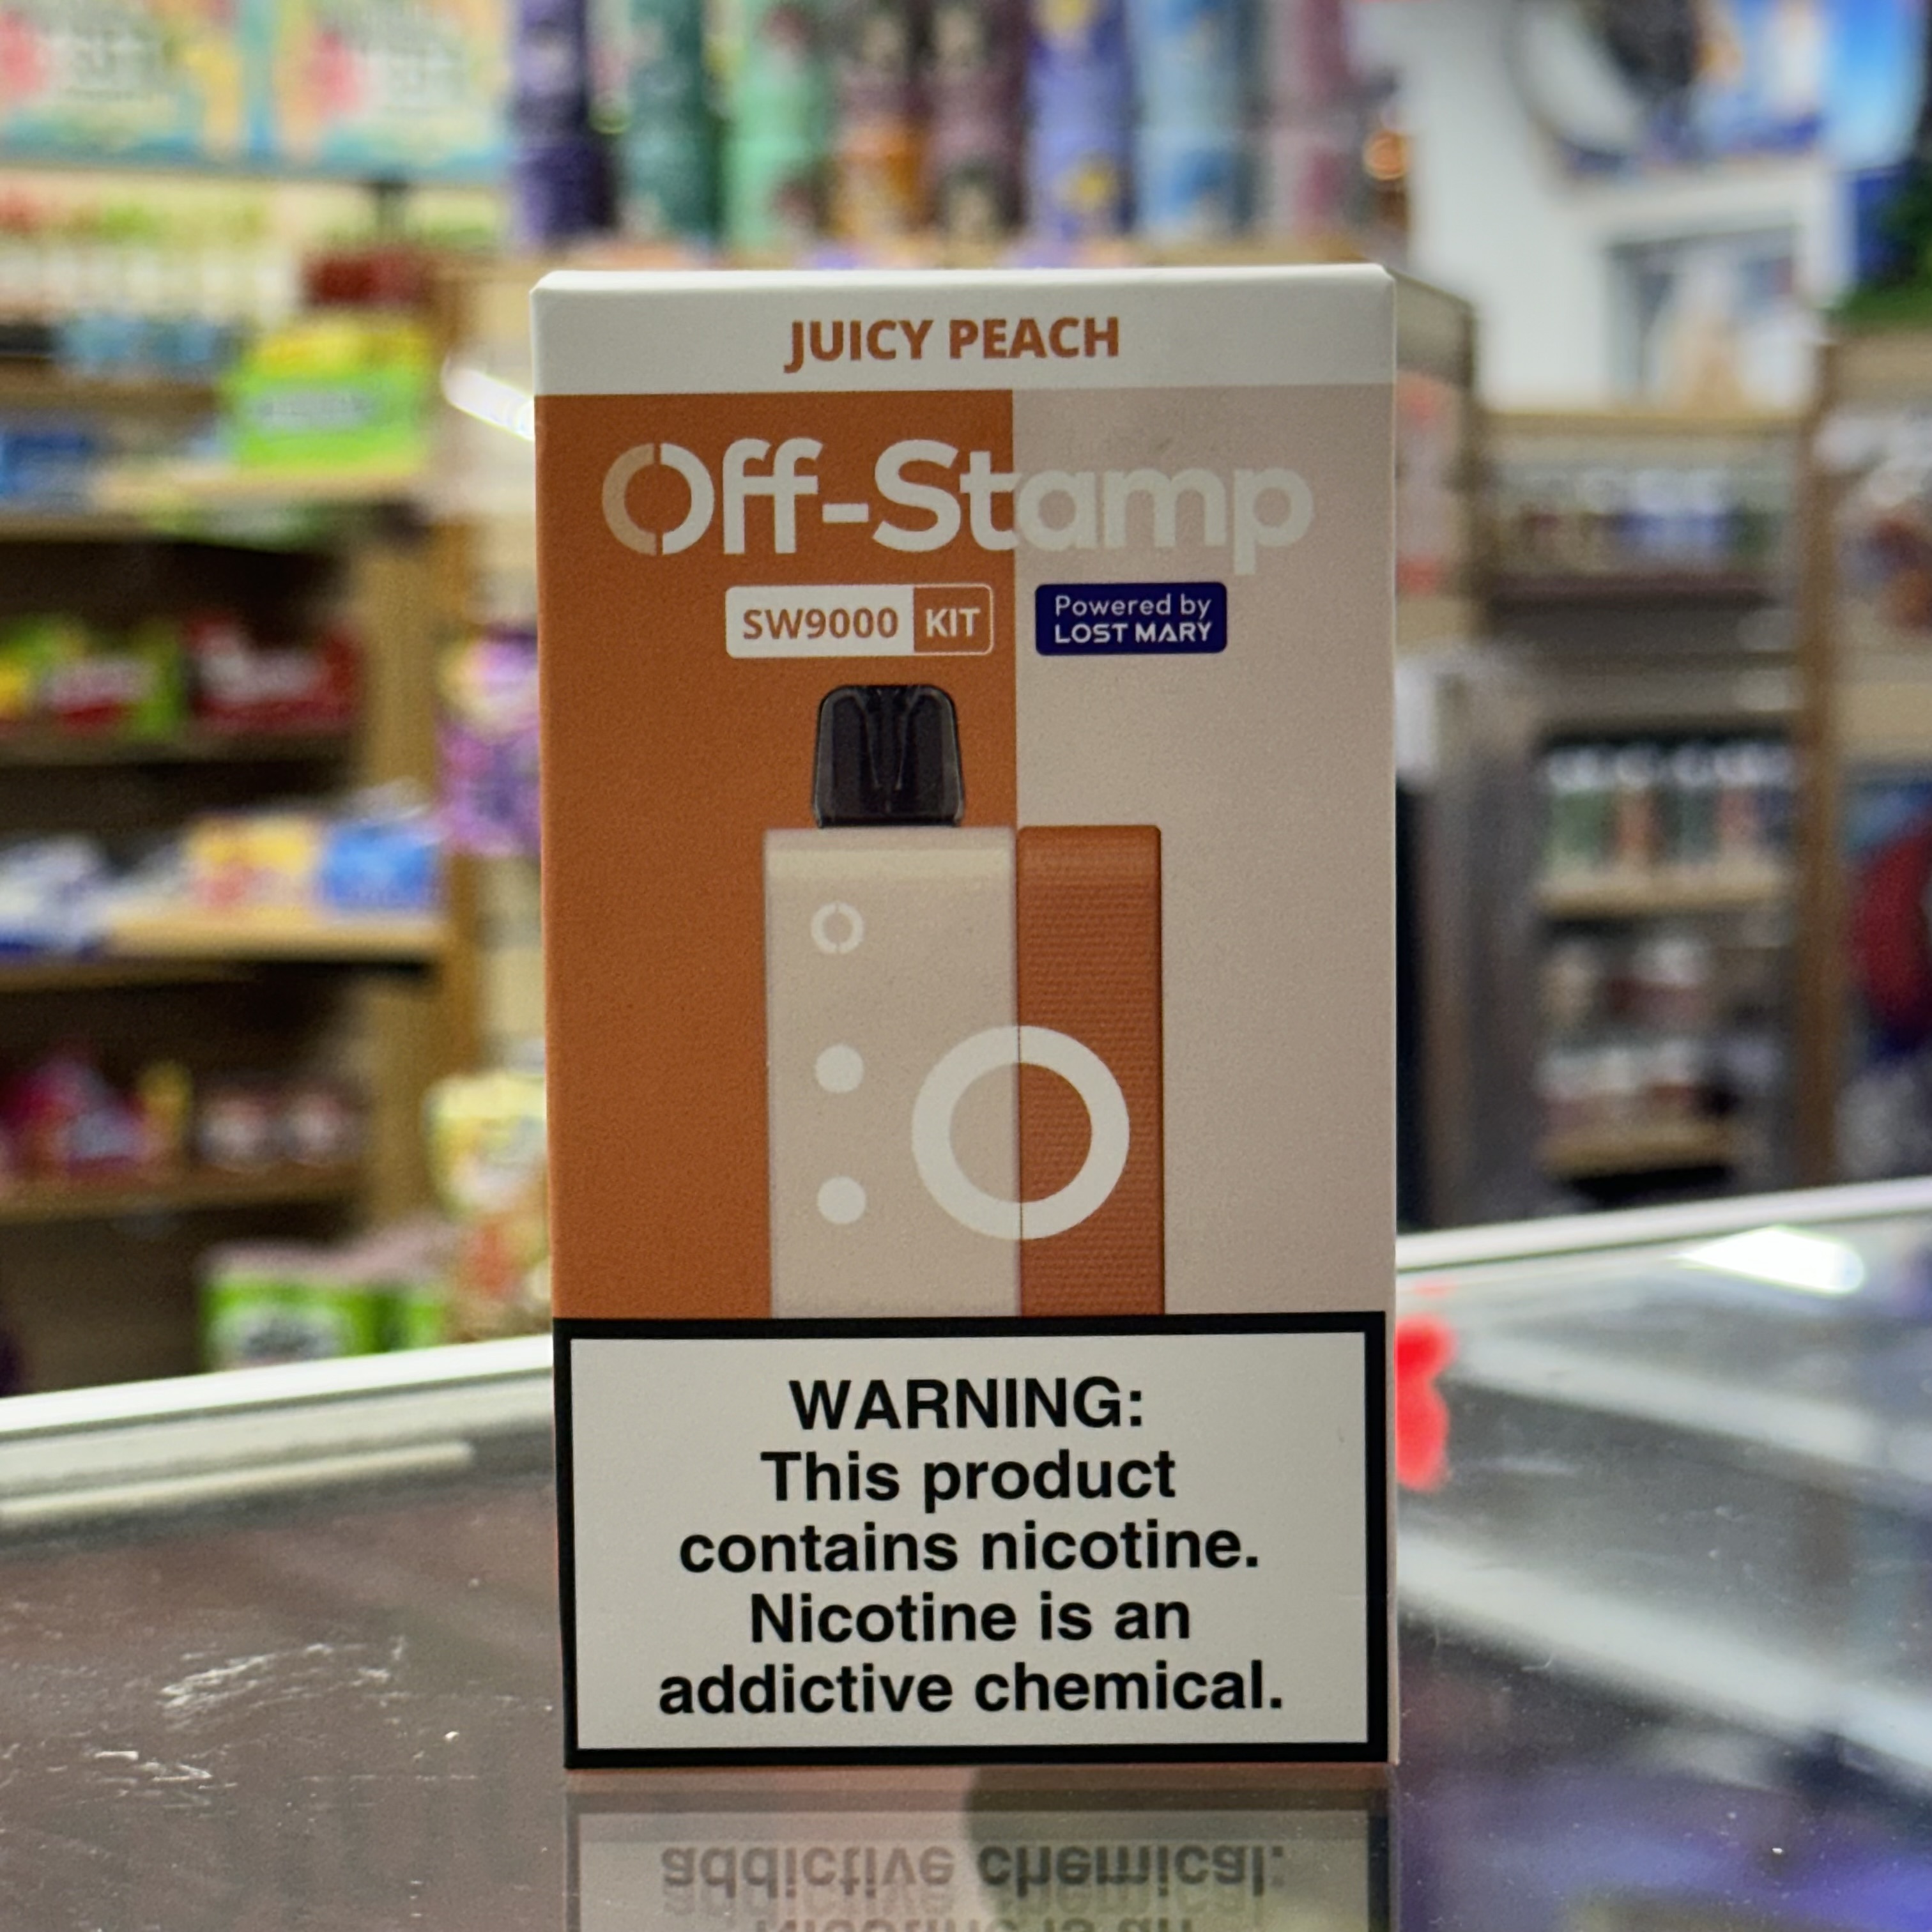 JUICY PEACH
Off-Stamp
SW9000 KIT
Powered by
LOST MARY
WARNING:
This product
contains nicotine.
Nicotine is an
addictive chemical.